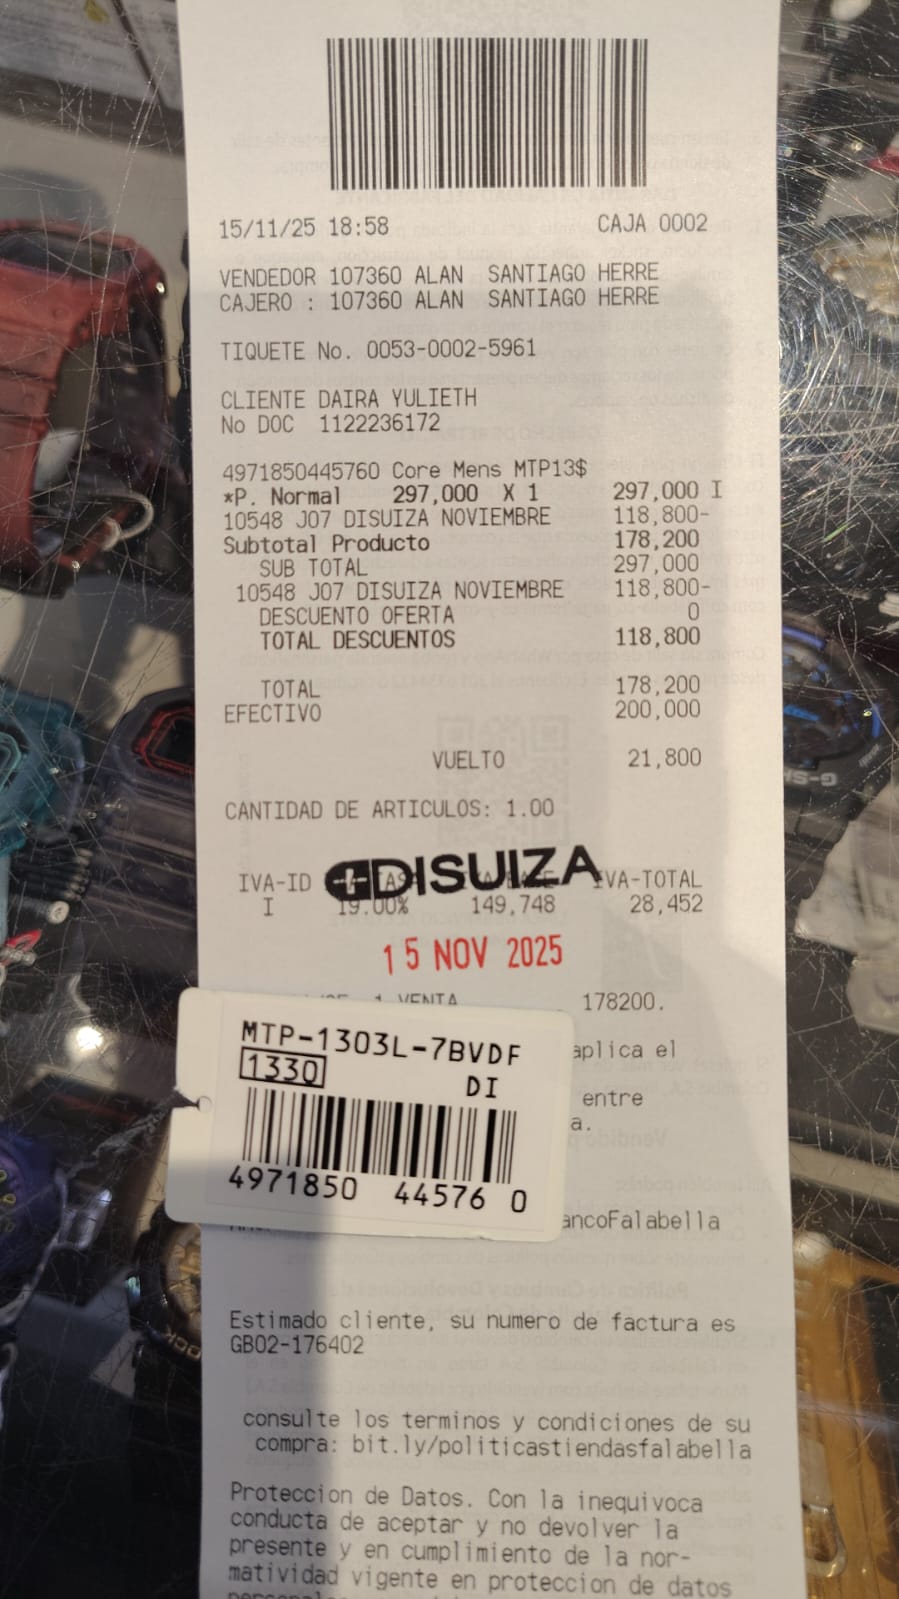 15/11/25 18:58 CAJA 0002
VENDEDOR 107360 ALAN SANTIAGO HERRE
CAJERO : 107360 ALAN SANTIAGO HERRE
TIQUETE No. 0053-0002-5961
CLIENTE DAIRA YULIETH
No DOC 1122236172
4971850445760 Core Mens MTP13$
*P. Normal 297,000 X 1 297,000 I
10548 J07 DISUIZA NOVIEMBRE 118,800-
Subtotal Producto 178,200
SUB TOTAL 297,000
10548 J07 DISUIZA NOVIEMBRE 118,800-
DESCUENTO OFERTA 0
TOTAL DESCUENTOS 118,800
TOTAL 178,200
EFECTIVO 200,000
VUELTO 21,800
CANTIDAD DE ARTICULOS: 1.00
DISUIZA
IVA-ID IVA-TOTAL
I 19.00% 149,748 28,452
15 NOV 2025
1 VENTA 178200.
MTP-1303L-7BVDF
1330
DI
4971850 44576 0
aplica el
entre
a.
ancoFalabella
Estimado cliente, su numero de factura es
GB02-176402
consulte los terminos y condiciones de su
compra: bit.ly/politicastiendasfalabella
Proteccion de Datos. Con la inequivoca
conducta de aceptar y no devolver la
presente y en cumplimiento de la nor-
matividad vigente en proteccion de datos
G-SH